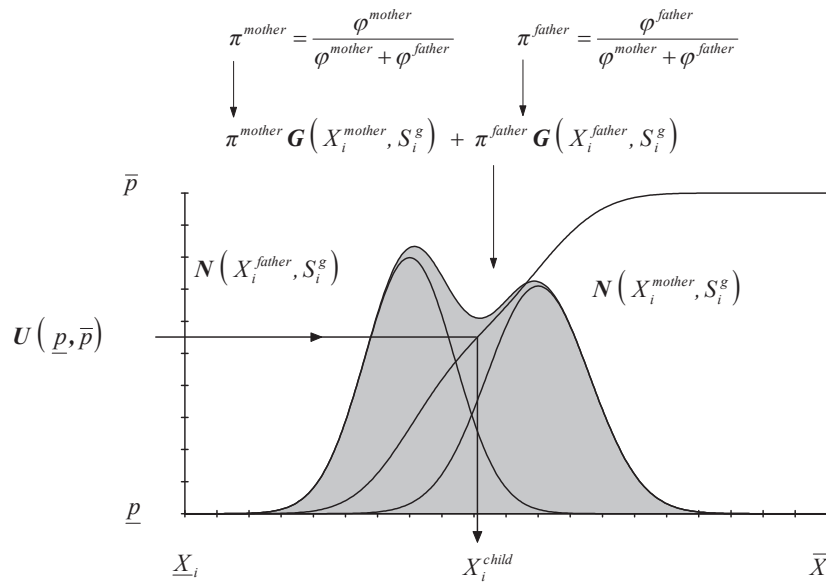 π^mother = φ^mother / (φ^mother + φ^father)
π^father = φ^father / (φ^mother + φ^father)
π^mother G(X_i^mother, S_i^g) + π^father G(X_i^father, S_i^g)
p̅
N(X_i^father, S_i^g)
N(X_i^mother, S_i^g)
U(p̲, p̅)
p̲
X̲_i
X_i^child
X̅